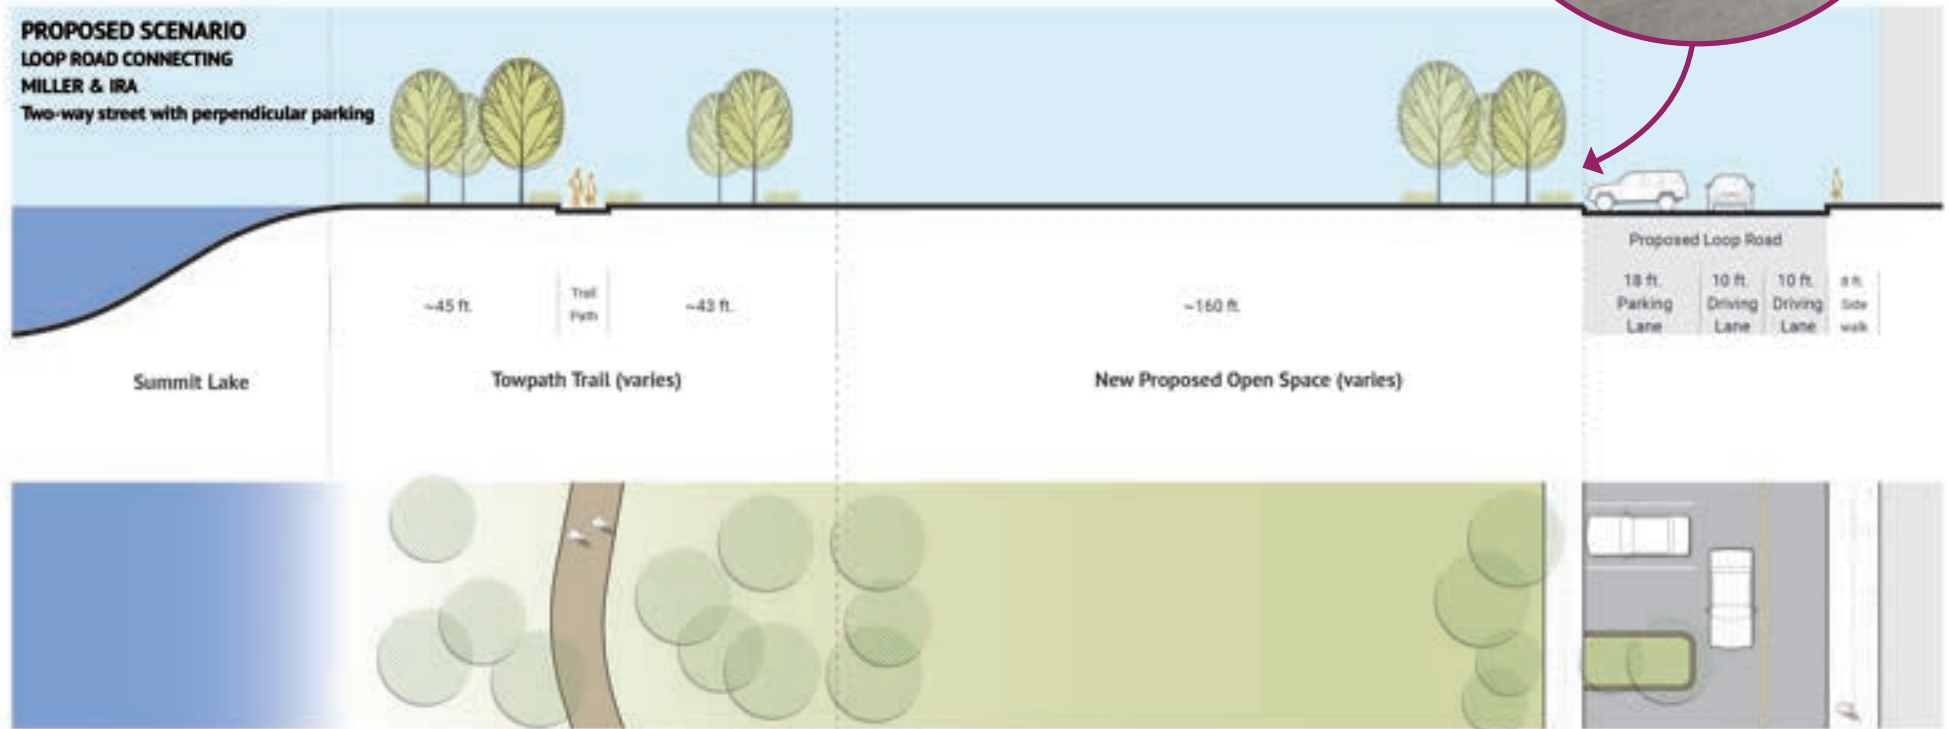 PROPOSED SCENARIO
LOOP ROAD CONNECTING
MILLER & IRA
Two-way street with perpendicular parking
Proposed Loop Road
~45 ft.
Trail
Path
~43 ft.
~160 ft.
18 ft.
Parking
Lane
10 ft.
Driving
Lane
10 ft.
Driving
Lane
8 ft.
Side
walk
Summit Lake
Towpath Trail (varies)
New Proposed Open Space (varies)